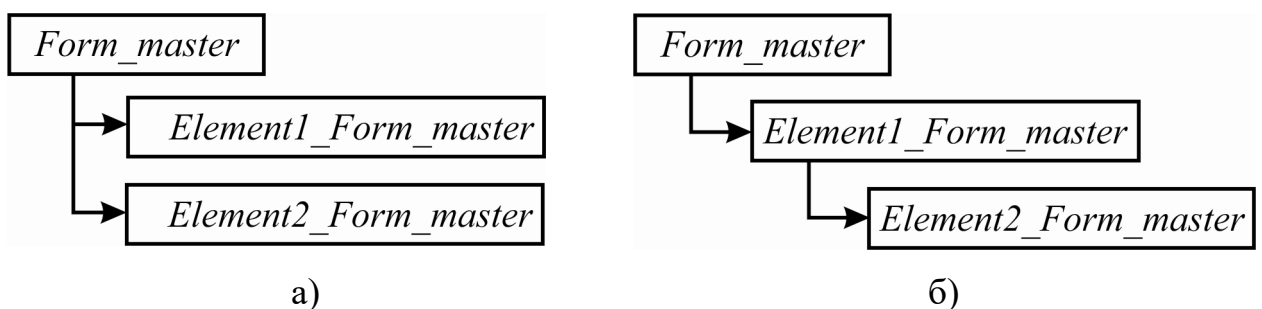 Form_master
Element1_Form_master
Element2_Form_master
а)
Form_master
Element1_Form_master
Element2_Form_master
б)